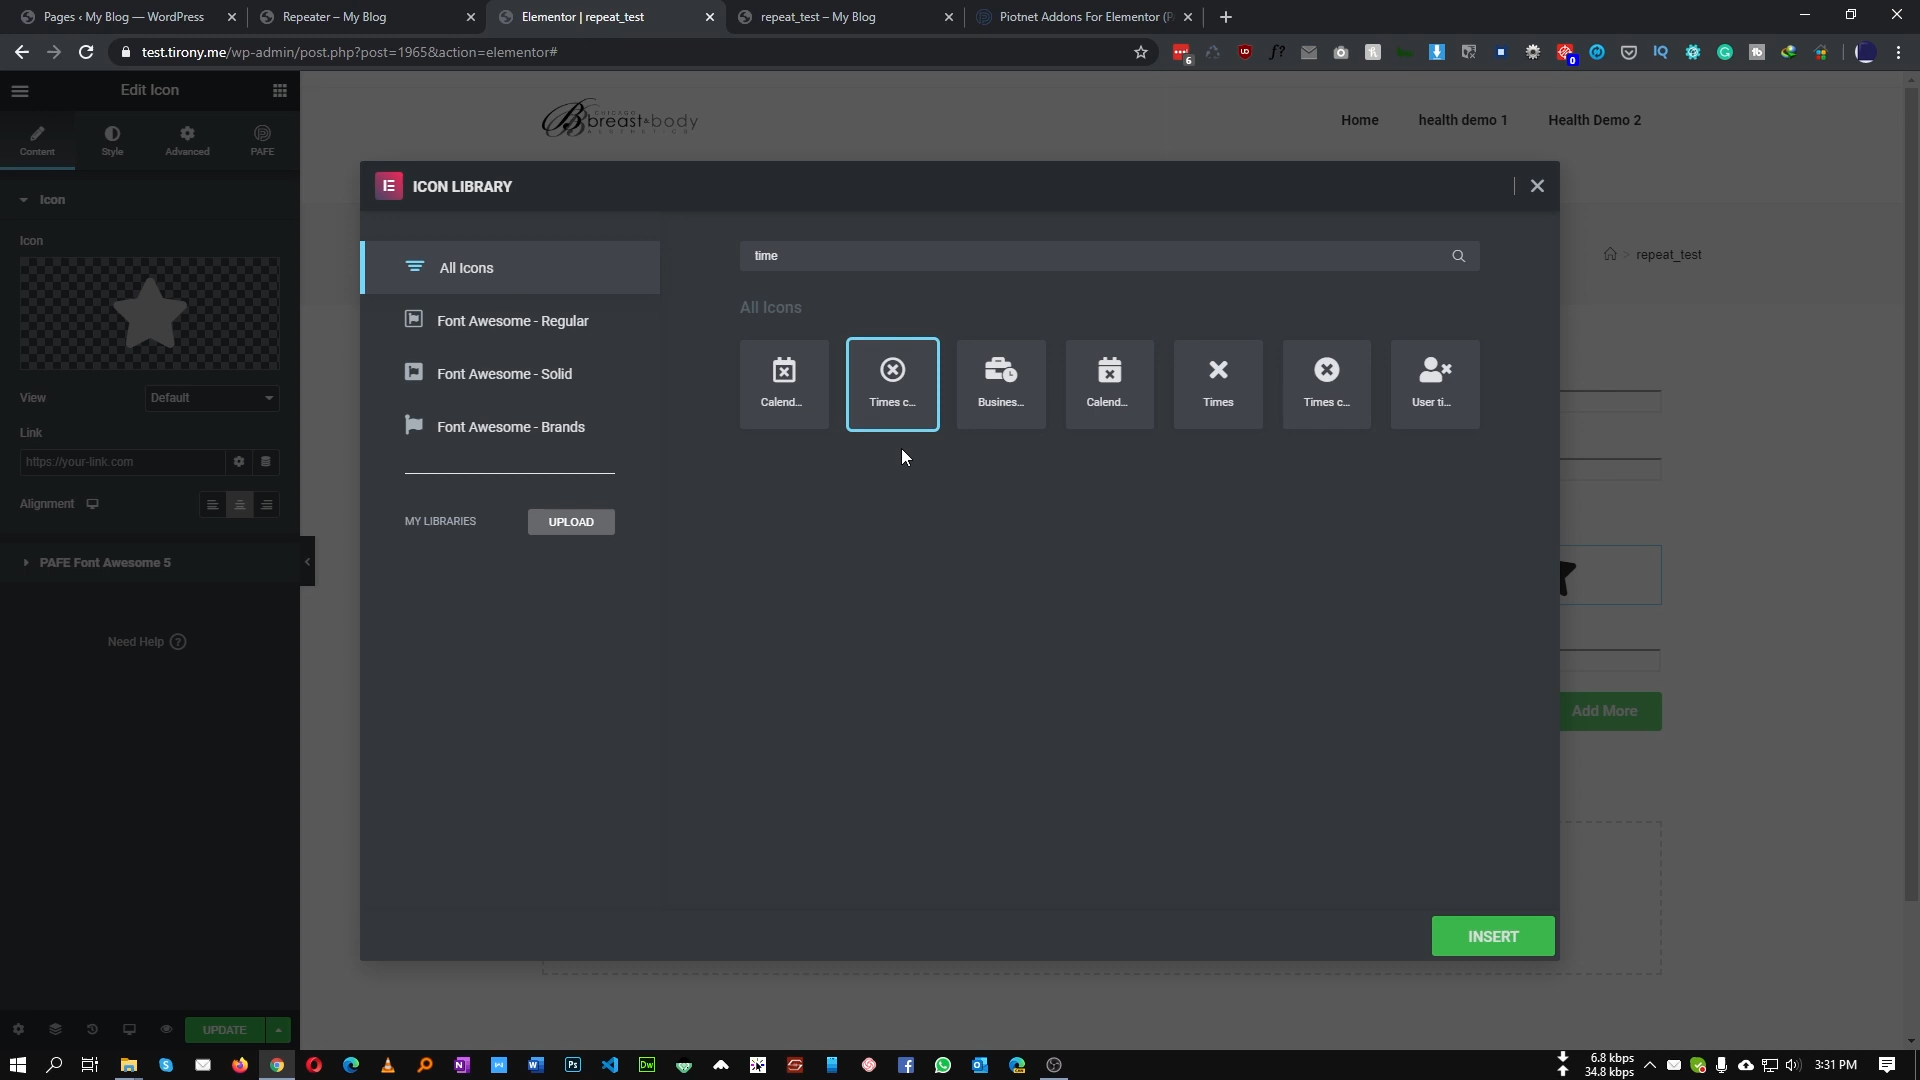 Pages ‹ My Blog — WordPress
Repeater – My Blog
Elementor | repeat_test
repeat_test – My Blog
Piotnet Addons For Elementor (P
test.tirony.me/wp-admin/post.php?post=1965&action=elementor#
Edit Icon
Content
Style
Advanced
PAFE
breast body
Home
health demo 1
Health Demo 2
Icon
Icon
ICON LIBRARY
All Icons
time
repeat_test
Font Awesome - Regular
All Icons
Font Awesome - Solid
Calend...
Times c...
Busines...
Calend...
Times
Times c...
User ti...
View
Default
Font Awesome - Brands
Link
https://your-link.com
Alignment
MY LIBRARIES
UPLOAD
PAFE Font Awesome 5
Need Help
Add More
INSERT
UPDATE
6.8 kbps
34.8 kbps
3:31 PM